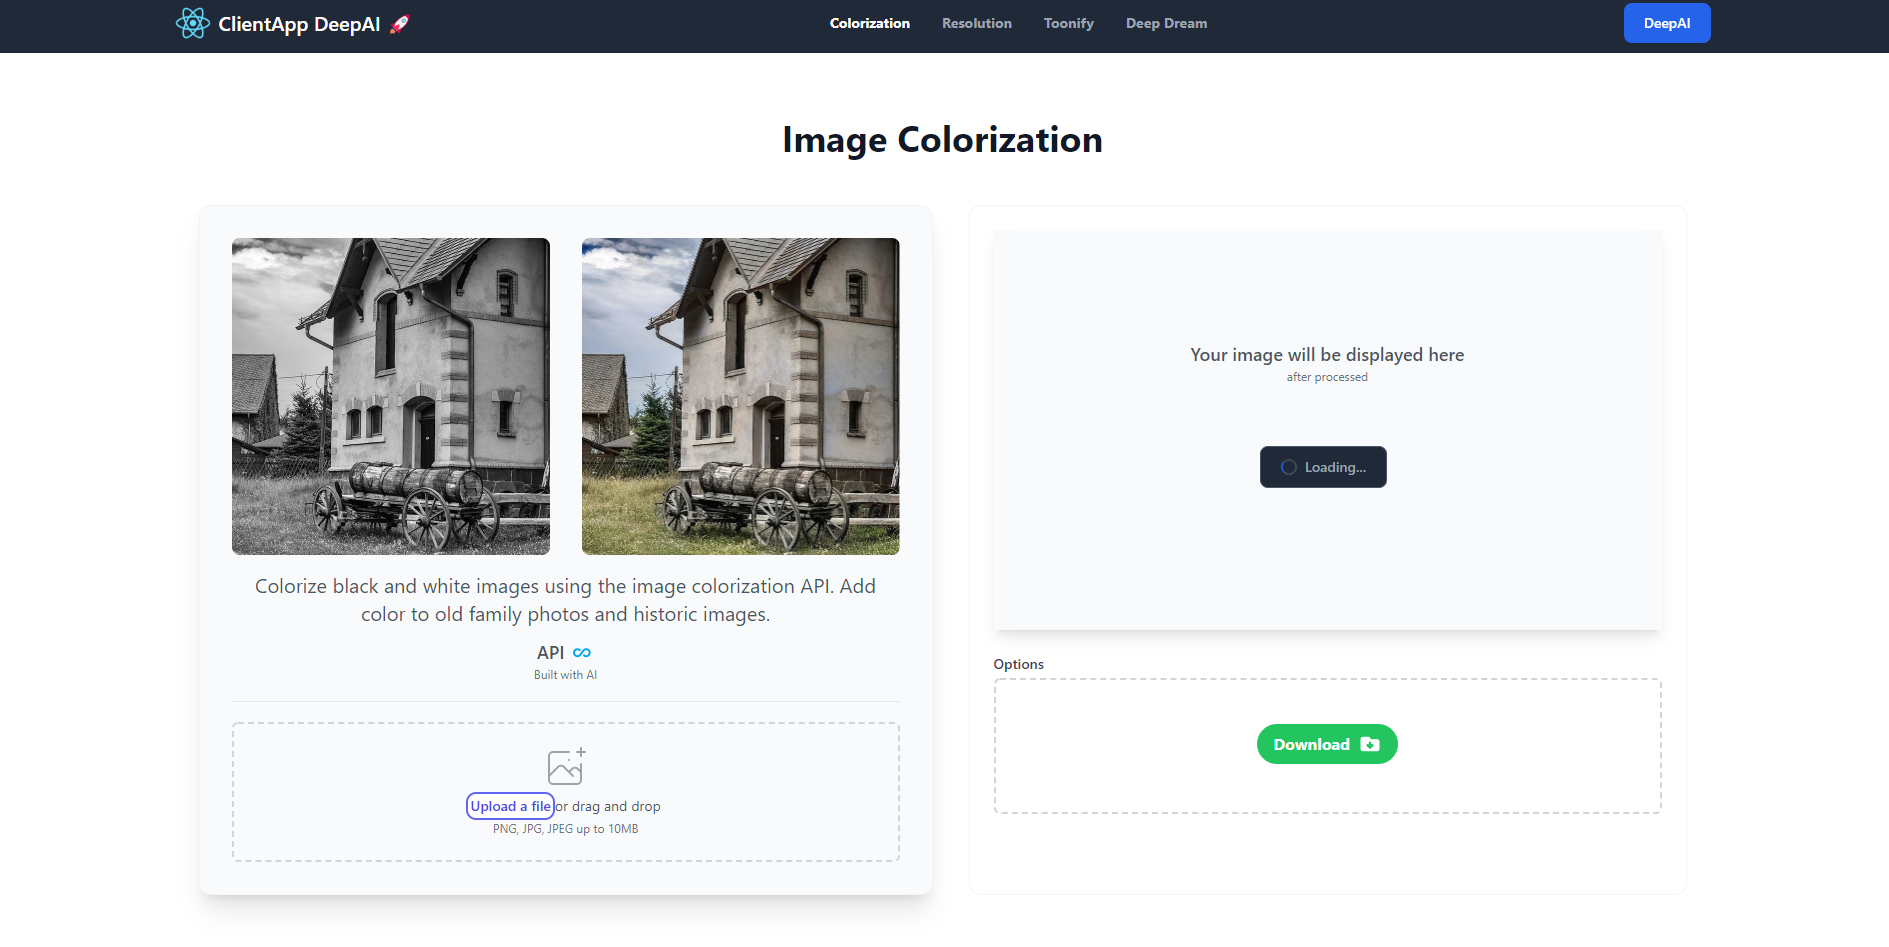 ClientApp DeepAI 🚀
Colorization
Resolution
Toonify
Deep Dream
DeepAI
Image Colorization
Colorize black and white images using the image colorization API. Add
color to old family photos and historic images.
API
Built with AI
Upload a file or drag and drop
PNG, JPG, JPEG up to 10MB
Your image will be displayed here
after processed
Loading...
Options
Download